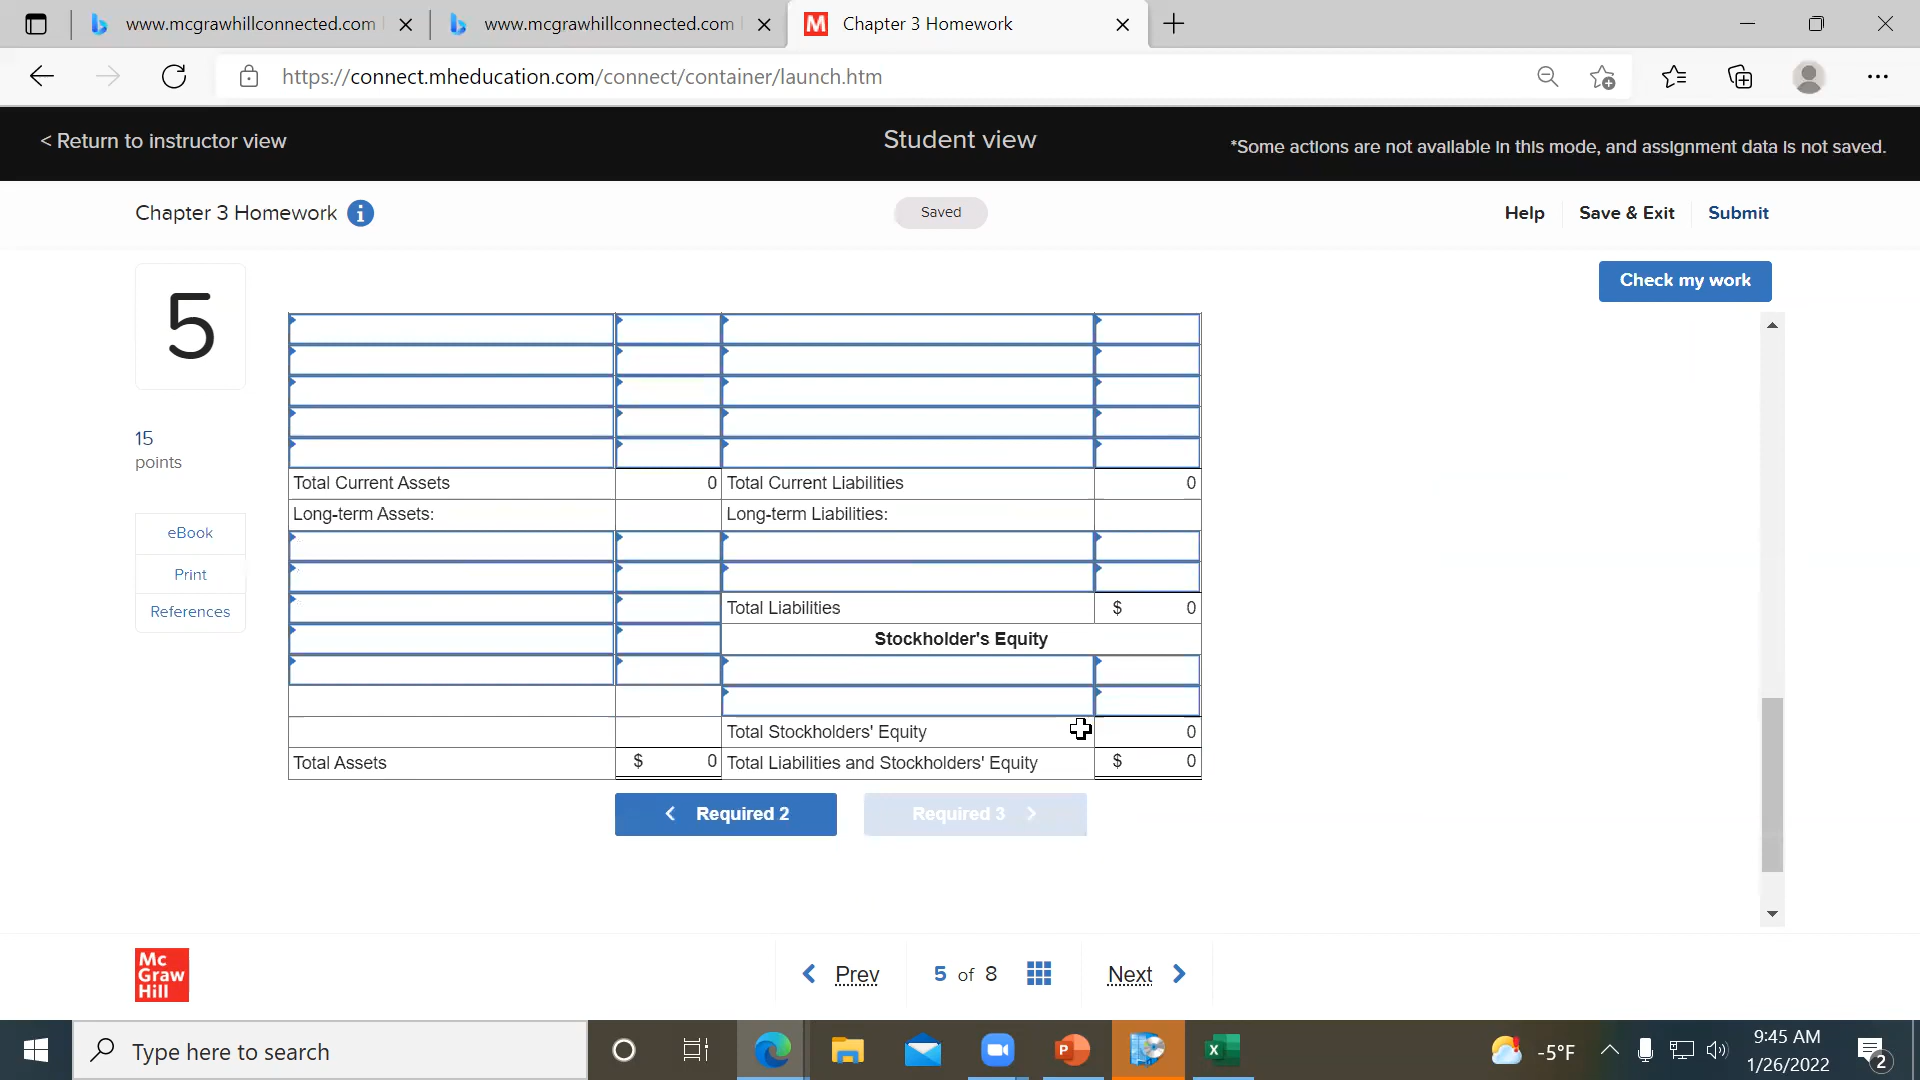 www.mcgrawhillconnected.com
www.mcgrawhillconnected.com
M Chapter 3 Homework
https://connect.mheducation.com/connect/container/launch.htm
< Return to instructor view
Student view
*Some actions are not available in this mode, and assignment data is not saved.
Chapter 3 Homework i
Saved
Help
Save & Exit
Submit
5
Check my work
15
points
eBook
Print
References
Total Current Assets 0 Total Current Liabilities 0
Long-term Assets: Long-term Liabilities:
Total Liabilities $ 0
Stockholder's Equity
Total Stockholders' Equity 0
Total Assets $ 0 Total Liabilities and Stockholders' Equity $ 0
< Required 2
Required 3 >
Mc
Graw
Hill
< Prev
5 of 8
Next >
Type here to search
P
X
-5°F
9:45 AM
1/26/2022
2